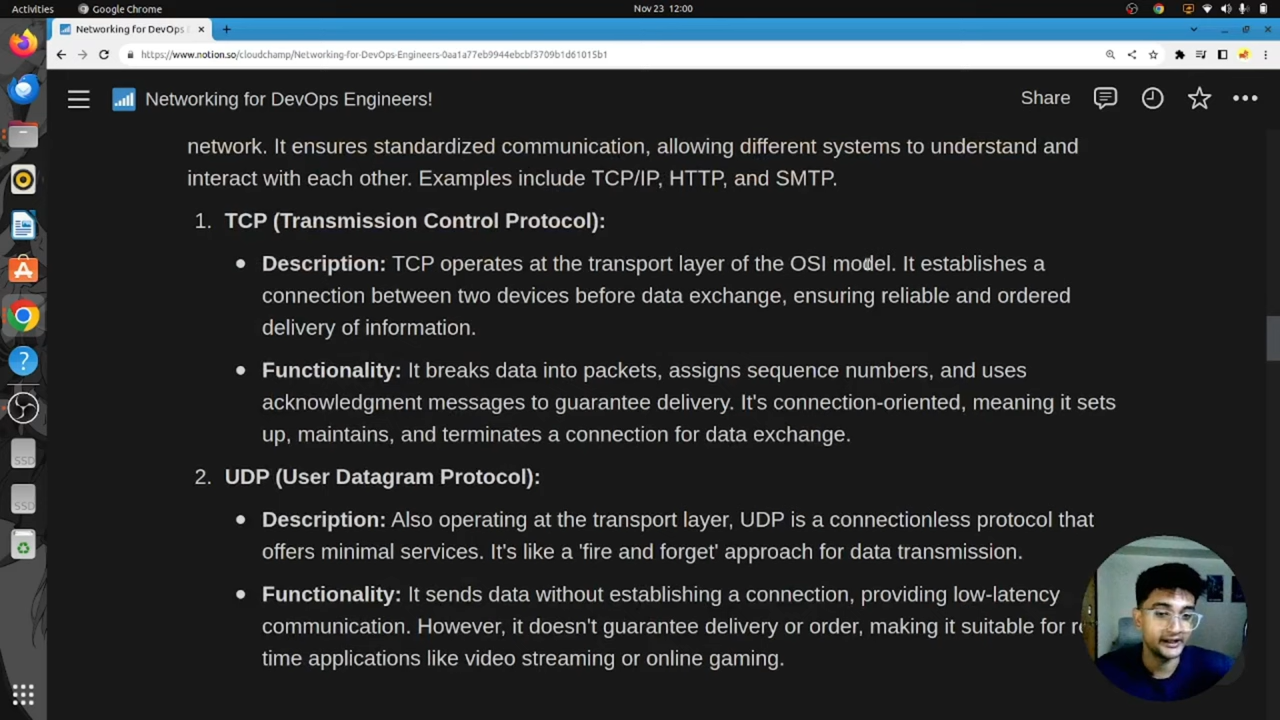 Activities
Google Chrome
Nov 23 12:00
Networking for DevOps E
https://www.notion.so/cloudchamp/Networking-for-DevOps-Engineers-0aa1a77eb9944ebcbf3709b1d61015b1
Networking for DevOps Engineers!
Share
network. It ensures standardized communication, allowing different systems to understand and
interact with each other. Examples include TCP/IP, HTTP, and SMTP.
1. TCP (Transmission Control Protocol):
• Description: TCP operates at the transport layer of the OSI model. It establishes a
connection between two devices before data exchange, ensuring reliable and ordered
delivery of information.
• Functionality: It breaks data into packets, assigns sequence numbers, and uses
acknowledgment messages to guarantee delivery. It's connection-oriented, meaning it sets
up, maintains, and terminates a connection for data exchange.
2. UDP (User Datagram Protocol):
• Description: Also operating at the transport layer, UDP is a connectionless protocol that
offers minimal services. It's like a 'fire and forget' approach for data transmission.
• Functionality: It sends data without establishing a connection, providing low-latency
communication. However, it doesn't guarantee delivery or order, making it suitable for re
time applications like video streaming or online gaming.
SSD
SSD